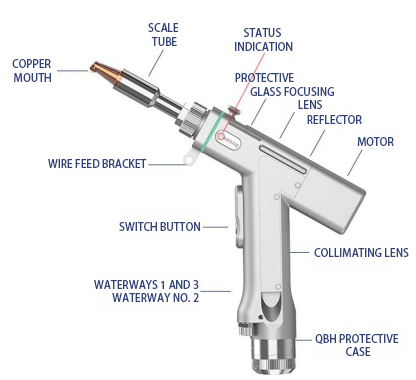 SCALE
TUBE
STATUS
INDICATION
COPPER
MOUTH
PROTECTIVE
GLASS FOCUSING
LENS
REFLECTOR
MOTOR
WIRE FEED BRACKET
SWITCH BUTTON
COLLIMATING LENS
WATERWAYS 1 AND 3
WATERWAY NO. 2
QBH PROTECTIVE
CASE